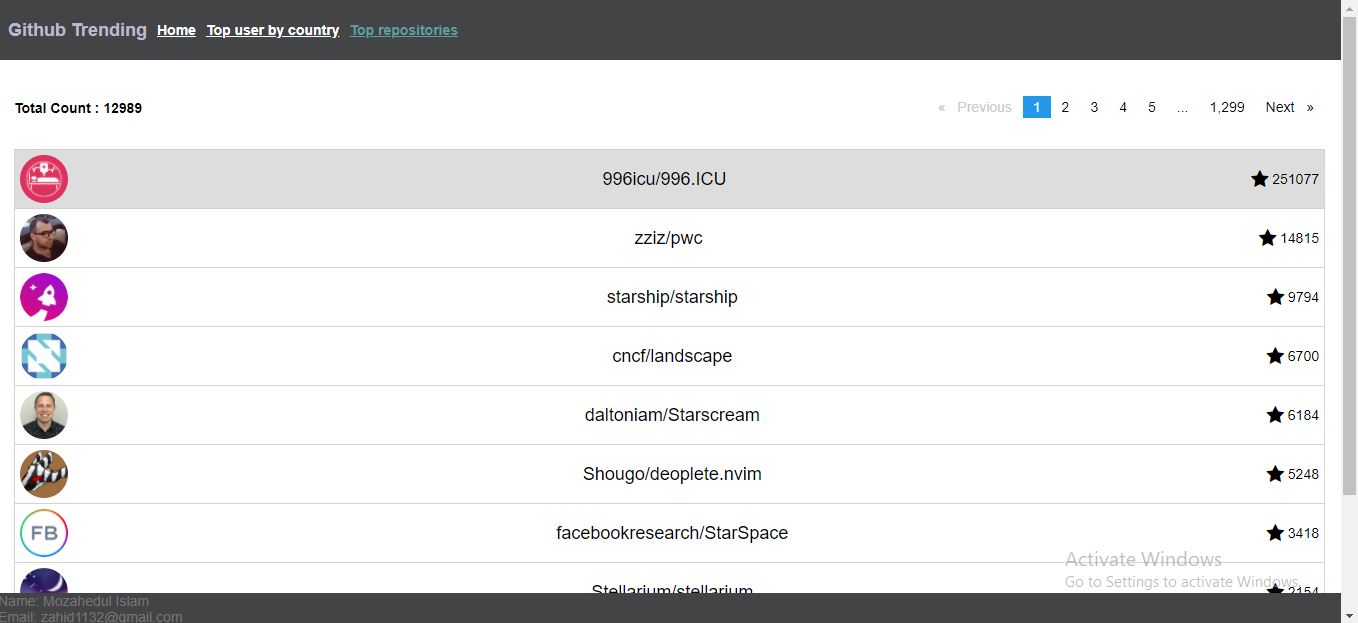 Github Trending Home Top user by country Top repositories
Total Count : 12989 « Previous 1 2 3 4 5 ... 1,299 Next »
996icu/996.ICU 251077
zziz/pwc 14815
starship/starship 9794
cncf/landscape 6700
daltoniam/Starscream 6184
Shougo/deoplete.nvim 5248
FB facebookresearch/StarSpace 3418
Activate Windows
Go to Settings to activate Windows.
Stellarium/stellarium 2154
Name: Mozahedul Islam
Email: zahid1132@gmail.com